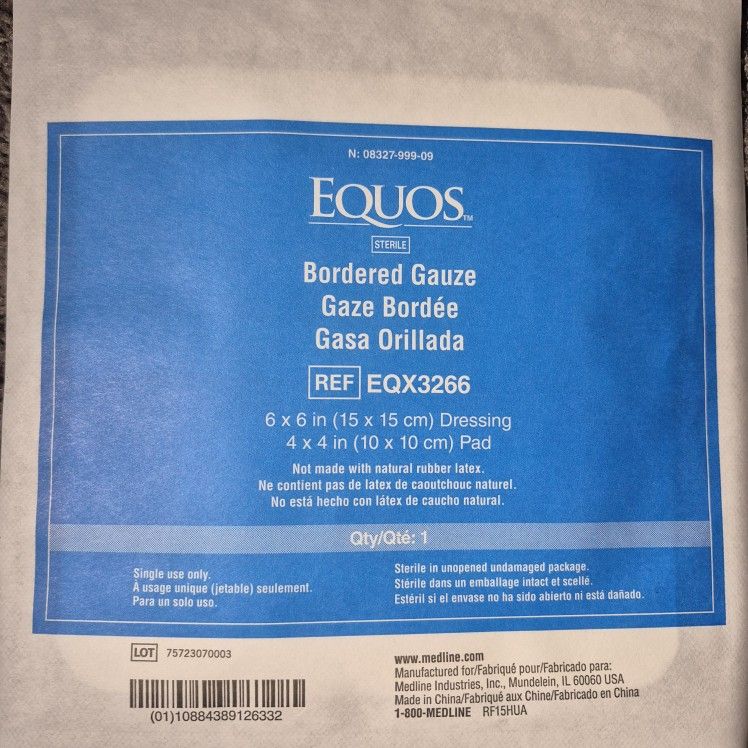 N: 08327-999-09
EQUOS™
STERILE
Bordered Gauze
Gaze Bordée
Gasa Orillada
REF EQX3266
6 x 6 in (15 x 15 cm) Dressing
4 x 4 in (10 x 10 cm) Pad
Not made with natural rubber latex.
Ne contient pas de latex de caoutchouc naturel.
No está hecho con látex de caucho natural.
Qty/Qté: 1
Single use only.
À usage unique (jetable) seulement.
Para un solo uso.
Sterile in unopened undamaged package.
Stérile dans un emballage intact et scellé.
Estéril si el envase no ha sido abierto ni está dañado.
LOT 75723070003
(01)10884389126332
www.medline.com
Manufactured for/Fabriqué pour/Fabricado para:
Medline Industries, Inc., Mundelein, IL 60060 USA
Made in China/Fabriqué aux Chine/Fabricado en China
1-800-MEDLINE RF15HUA